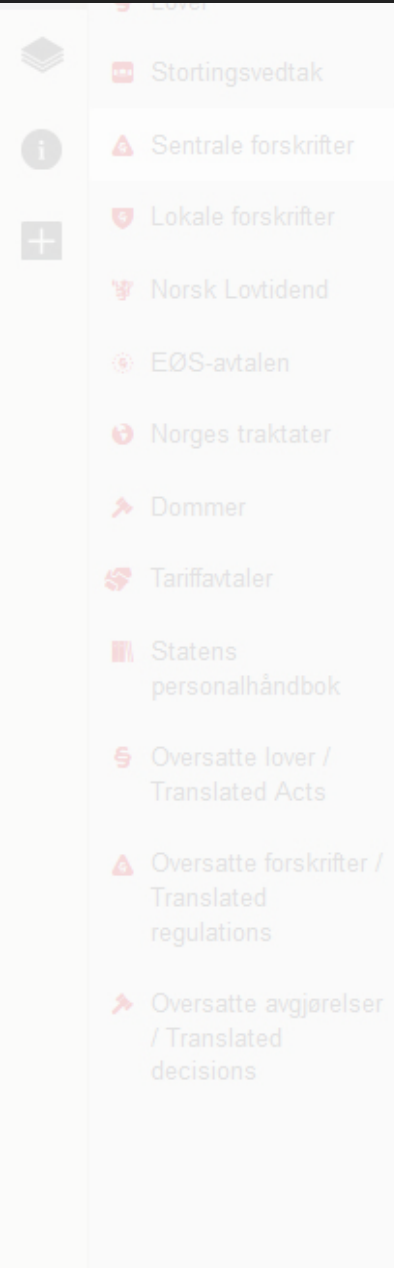 Lover
Stortingsvedtak
Sentrale forskrifter
Lokale forskrifter
Norsk Lovtidend
EØS-avtalen
Norges traktater
Dommer
Tariffavtaler
Statens
personalhåndbok
Oversatte lover /
Translated Acts
Oversatte forskrifter /
Translated
regulations
Oversatte avgjørelser
/ Translated
decisions